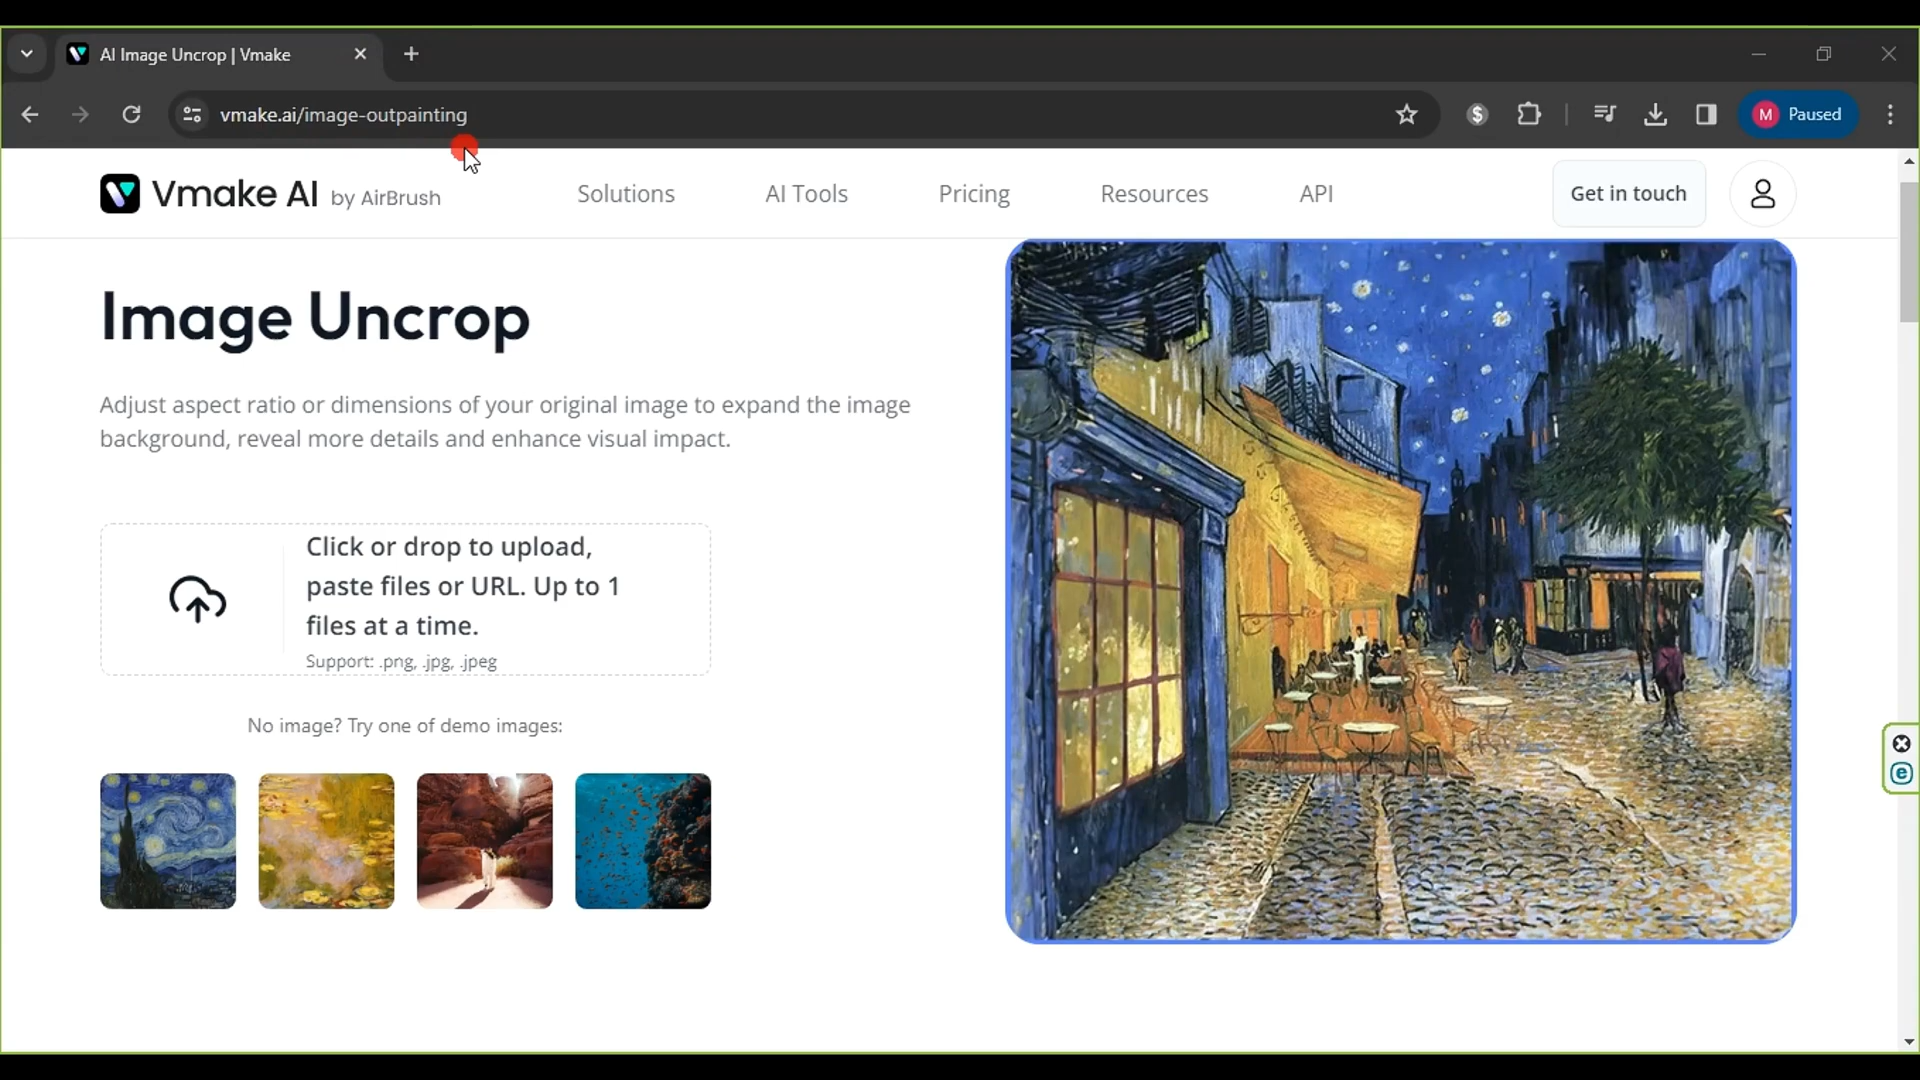 AI Image Uncrop | Vmake
vmake.ai/image-outpainting
M Paused
Vmake AI by AirBrush
Solutions
AI Tools
Pricing
Resources
API
Get in touch
Image Uncrop
Adjust aspect ratio or dimensions of your original image to expand the image
background, reveal more details and enhance visual impact.
Click or drop to upload,
paste files or URL. Up to 1
files at a time.
Support: .png, .jpg, .jpeg
No image? Try one of demo images: